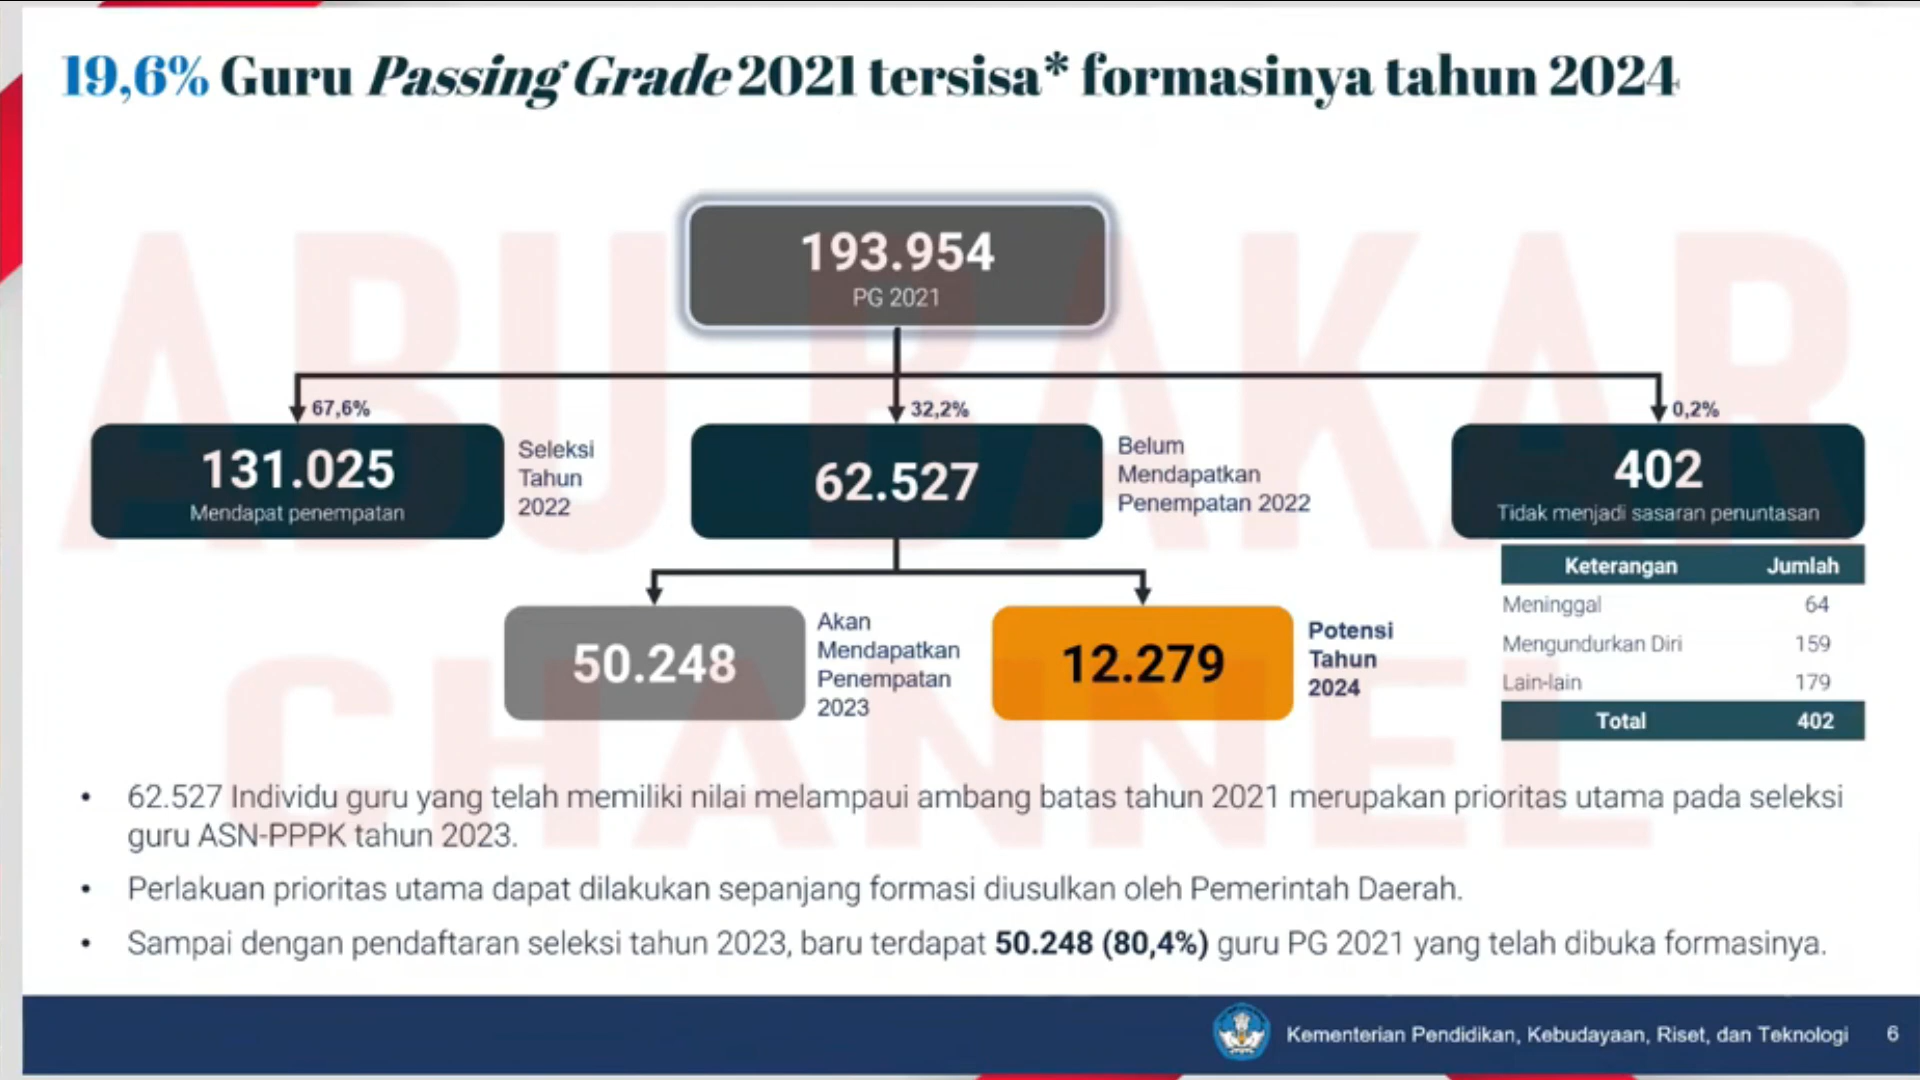 19,6% Guru Passing Grade 2021 tersisa* formasinya tahun 2024
193.954
PG 2021
67,6%
32,2%
0,2%
131.025
Mendapat penempatan
Seleksi
Tahun
2022
62.527
Belum
Mendapatkan
Penempatan 2022
402
Tidak menjadi sasaran penuntasan
Keterangan Jumlah
Meninggal 64
Mengundurkan Diri 159
Lain-lain 179
Total 402
50.248
Akan
Mendapatkan
Penempatan
2023
12.279
Potensi
Tahun
2024
ABU BAKAR
CHANNEL
• 62.527 Individu guru yang telah memiliki nilai melampaui ambang batas tahun 2021 merupakan prioritas utama pada seleksi
guru ASN-PPPK tahun 2023.
• Perlakuan prioritas utama dapat dilakukan sepanjang formasi diusulkan oleh Pemerintah Daerah.
• Sampai dengan pendaftaran seleksi tahun 2023, baru terdapat 50.248 (80,4%) guru PG 2021 yang telah dibuka formasinya.
Kementerian Pendidikan, Kebudayaan, Riset, dan Teknologi 6